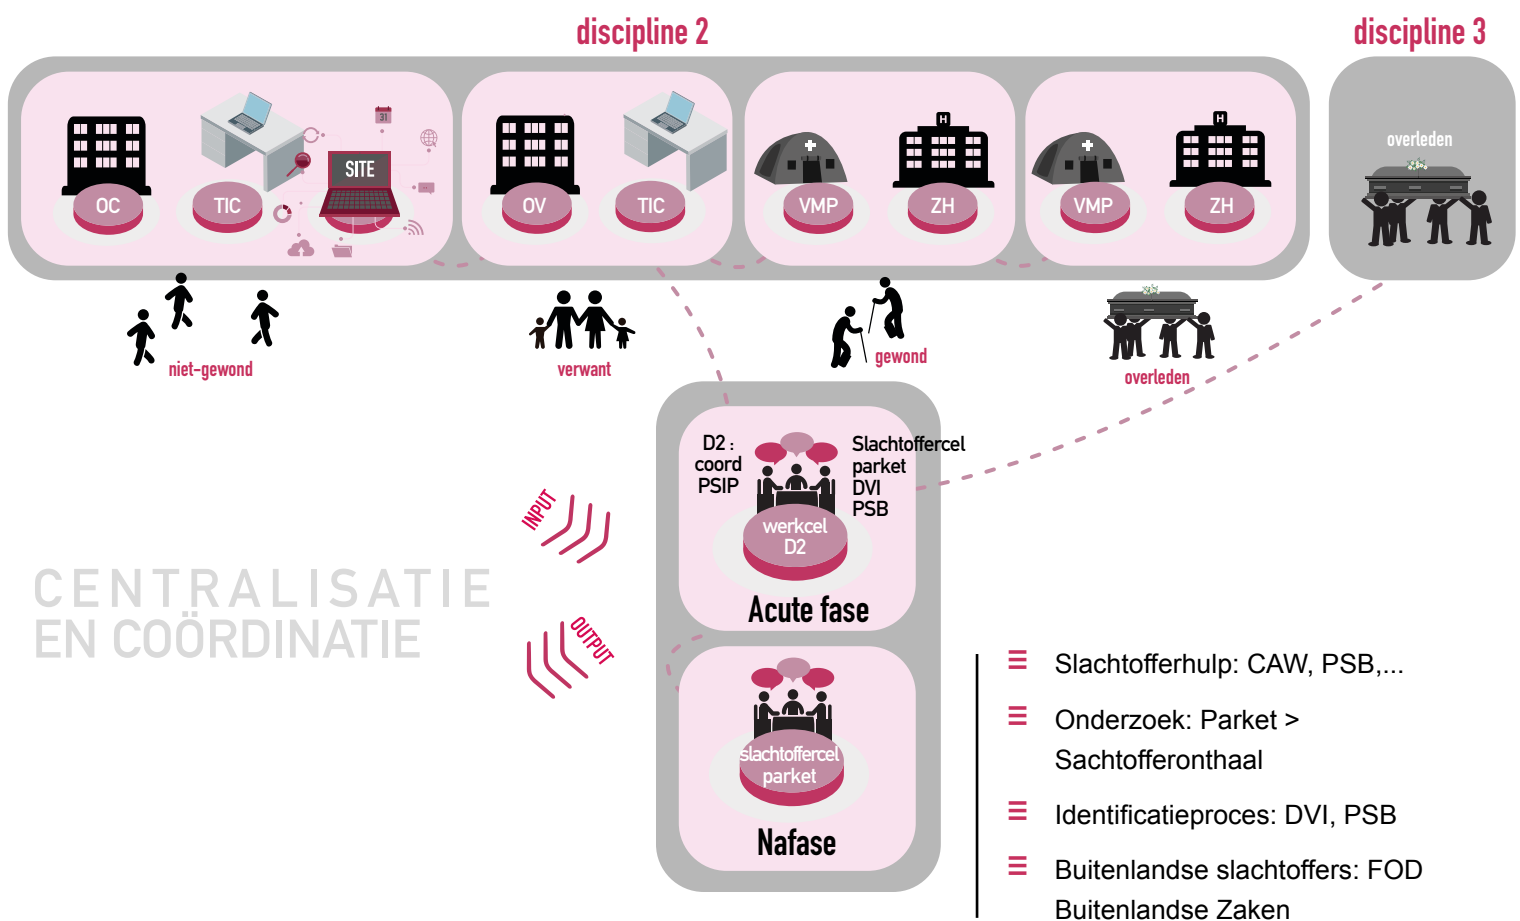 discipline 2
discipline 3
OC
TIC
SITE
31
OV
TIC
VMP
H
ZH
VMP
H
ZH
overleden
niet-gewond
verwant
gewond
overleden
D2 :
coord
PSIP
Slachtoffercel
parket
DVI
PSB
werkcel
D2
Acute fase
INPUT
OUTPUT
CENTRALISATIE
EN COÖRDINATIE
slachtoffercel
parket
Nafase
Slachtofferhulp: CAW, PSB,...
Onderzoek: Parket >
Sachtofferonthaal
Identificatieproces: DVI, PSB
Buitenlandse slachtoffers: FOD
Buitenlandse Zaken